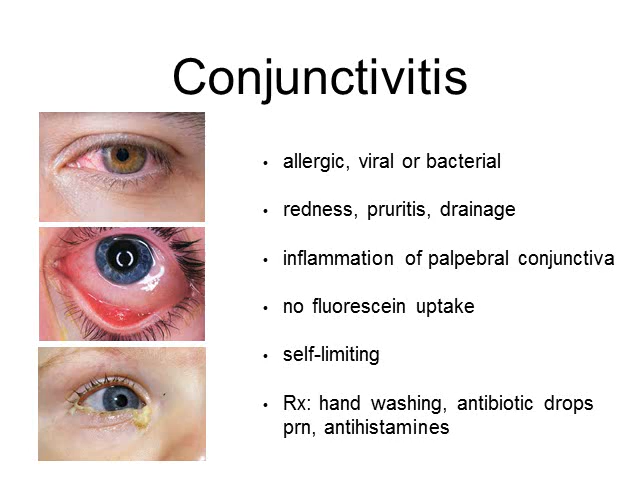 Conjunctivitis
• allergic, viral or bacterial
• redness, pruritis, drainage
• inflammation of palpebral conjunctiva
• no fluorescein uptake
• self-limiting
• Rx: hand washing, antibiotic drops
prn, antihistamines